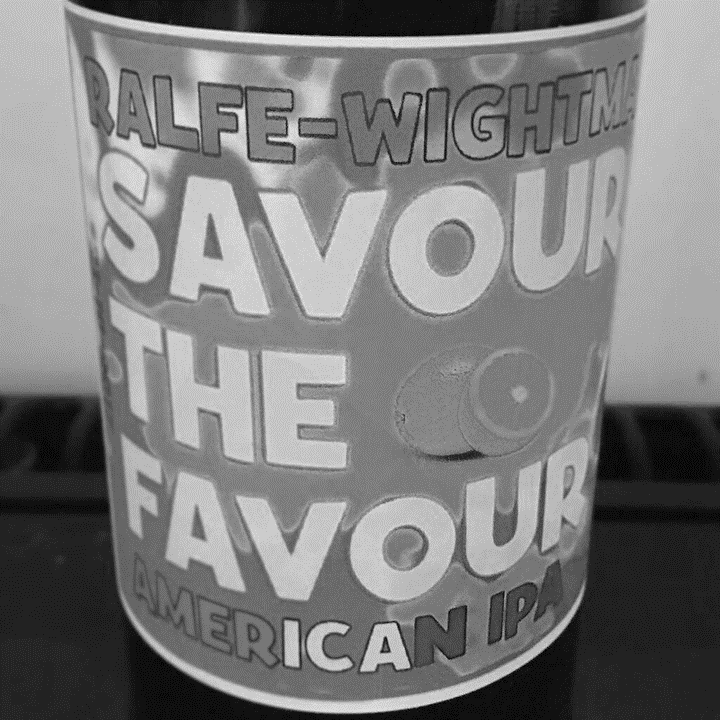 RALFE-WIGHTMA
SAVOUR
THE
FAVOUR
AMERICAN IPA